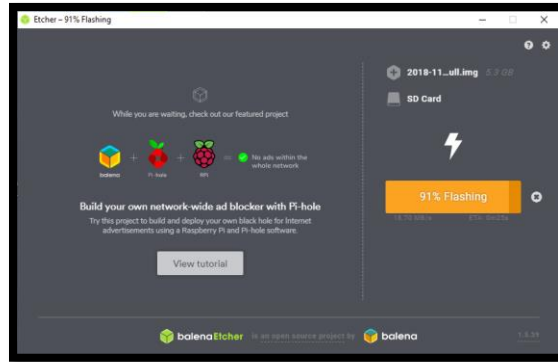 Etcher – 91% Flashing
2018-11...ull.img 5.3 GB
SD Card
While you are waiting, check out our featured project
balena + Pi-hole + RPI = No ads within the
whole network
91% Flashing
Build your own network-wide ad blocker with Pi-hole
Try this project to build and deploy your own black hole for Internet
advertisements using a Raspberry Pi and Pi-hole software.
View tutorial
balenaEtcher is an open source project by balena